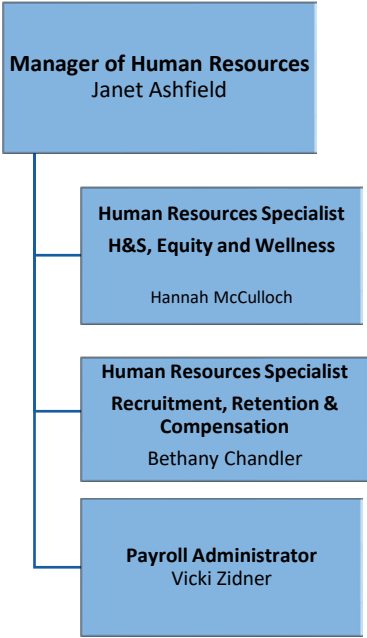 Manager of Human Resources
Janet Ashfield
Human Resources Specialist
H&S, Equity and Wellness
Hannah McCulloch
Human Resources Specialist
Recruitment, Retention &
Compensation
Bethany Chandler
Payroll Administrator
Vicki Zidner